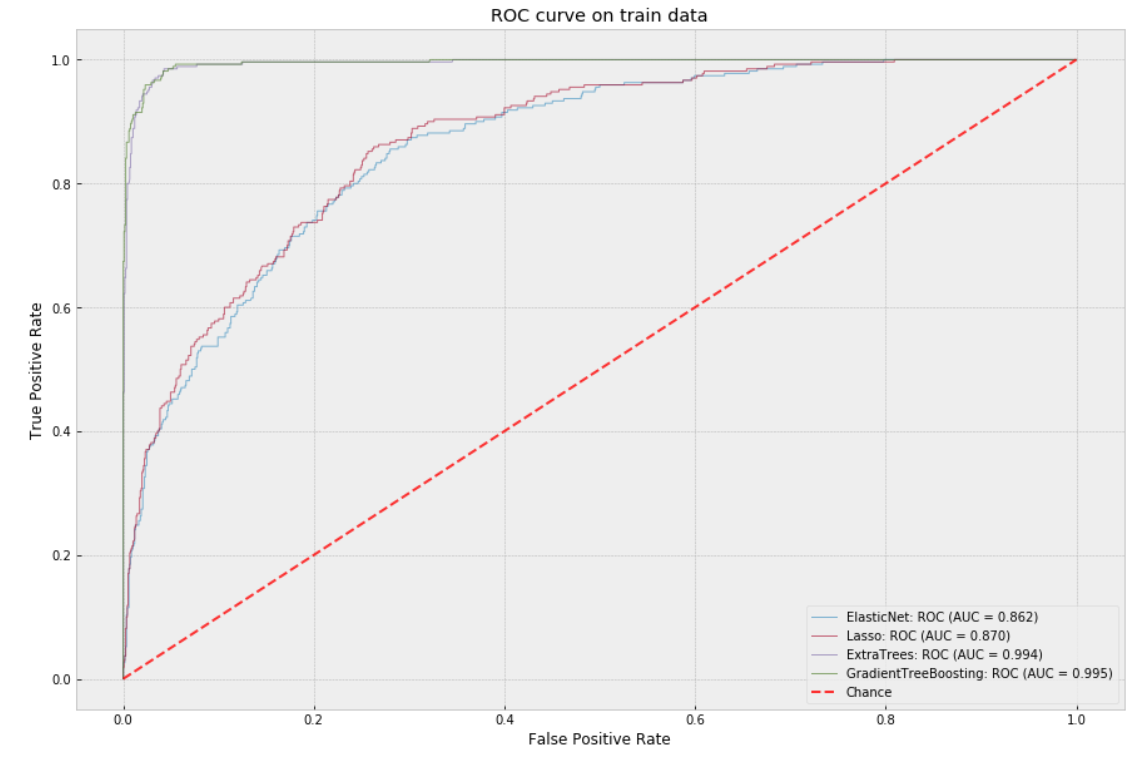 ROC curve on train data
1.0
0.8
0.6
0.4
0.2
0.0
True Positive Rate
0.0 0.2 0.4 0.6 0.8 1.0
False Positive Rate
ElasticNet: ROC (AUC = 0.862)
Lasso: ROC (AUC = 0.870)
ExtraTrees: ROC (AUC = 0.994)
GradientTreeBoosting: ROC (AUC = 0.995)
Chance